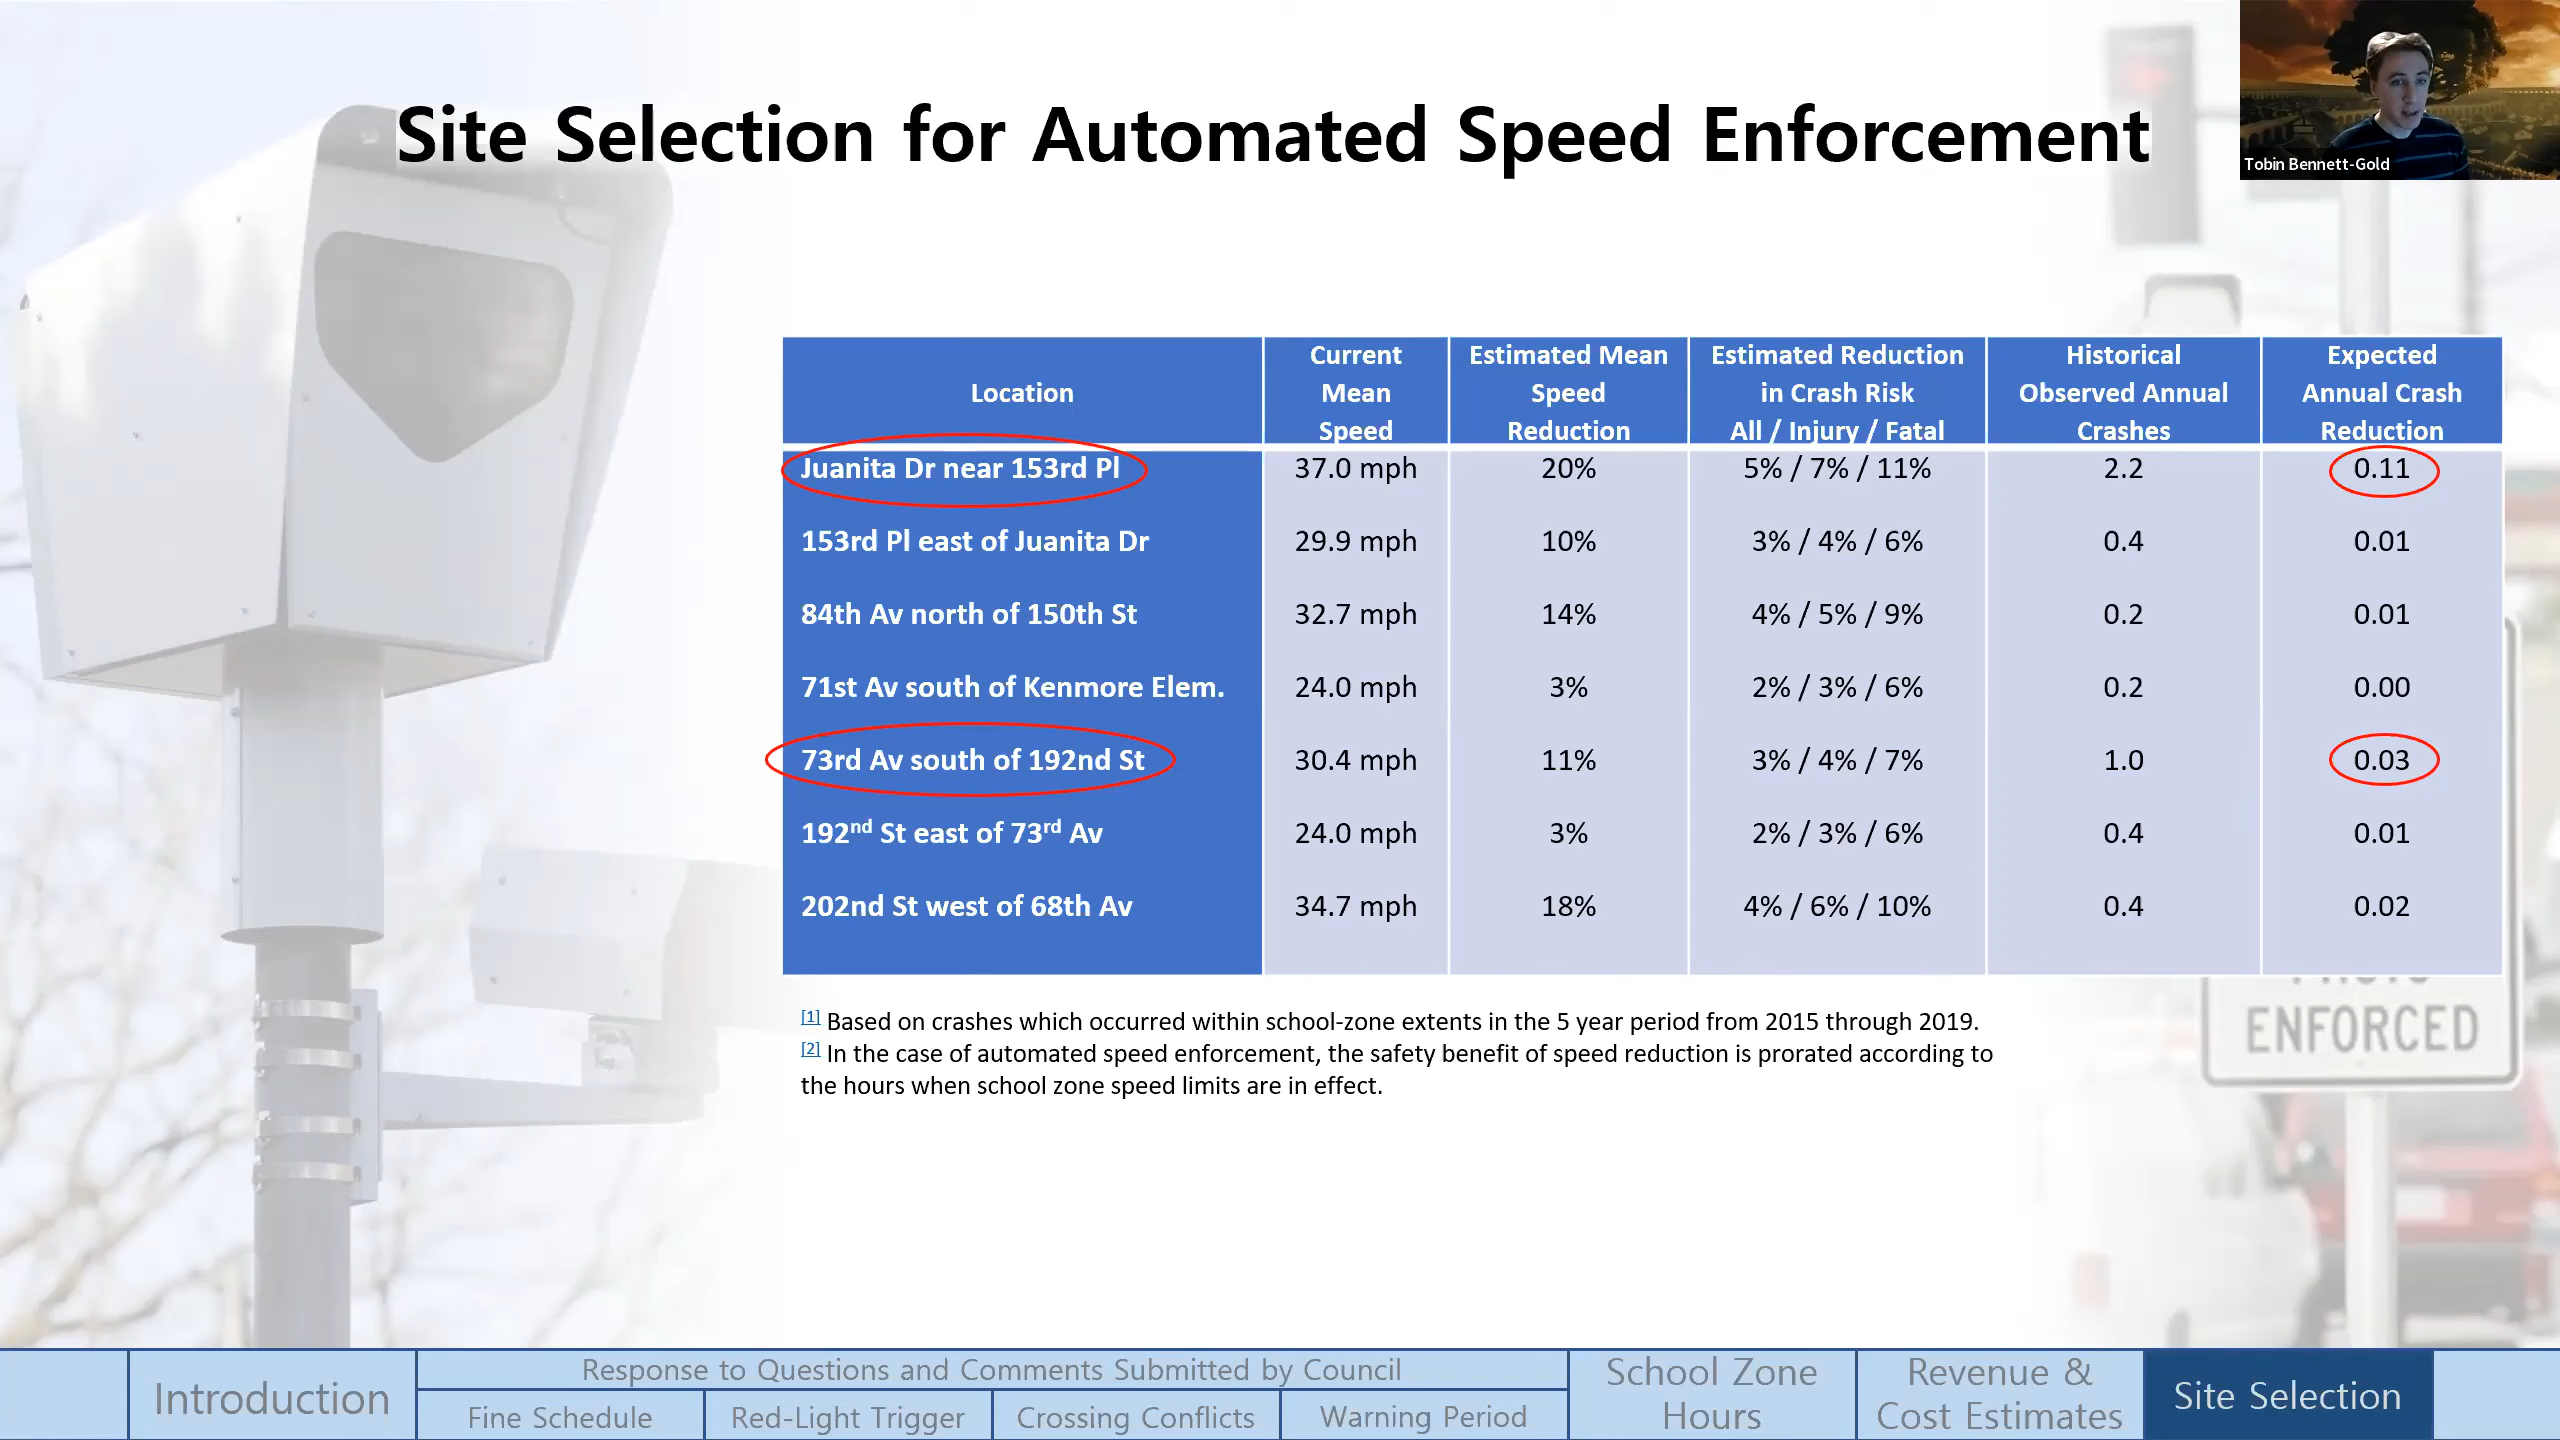 Site Selection for Automated Speed Enforcement
Tobin Bennett-Gold
Location
Current
Mean
Speed
Estimated Mean
Speed
Reduction
Estimated Reduction
in Crash Risk
All / Injury / Fatal
Historical
Observed Annual
Crashes
Expected
Annual Crash
Reduction
Juanita Dr near 153rd Pl 37.0 mph 20% 5% / 7% / 11% 2.2 0.11
153rd Pl east of Juanita Dr 29.9 mph 10% 3% / 4% / 6% 0.4 0.01
84th Av north of 150th St 32.7 mph 14% 4% / 5% / 9% 0.2 0.01
71st Av south of Kenmore Elem. 24.0 mph 3% 2% / 3% / 6% 0.2 0.00
73rd Av south of 192nd St 30.4 mph 11% 3% / 4% / 7% 1.0 0.03
192nd St east of 73rd Av 24.0 mph 3% 2% / 3% / 6% 0.4 0.01
202nd St west of 68th Av 34.7 mph 18% 4% / 6% / 10% 0.4 0.02
[1] Based on crashes which occurred within school-zone extents in the 5 year period from 2015 through 2019.
[2] In the case of automated speed enforcement, the safety benefit of speed reduction is prorated according to
the hours when school zone speed limits are in effect.
ENFORCED
Introduction
Response to Questions and Comments Submitted by Council
Fine Schedule
Red-Light Trigger
Crossing Conflicts
Warning Period
School Zone
Hours
Revenue &
Cost Estimates
Site Selection